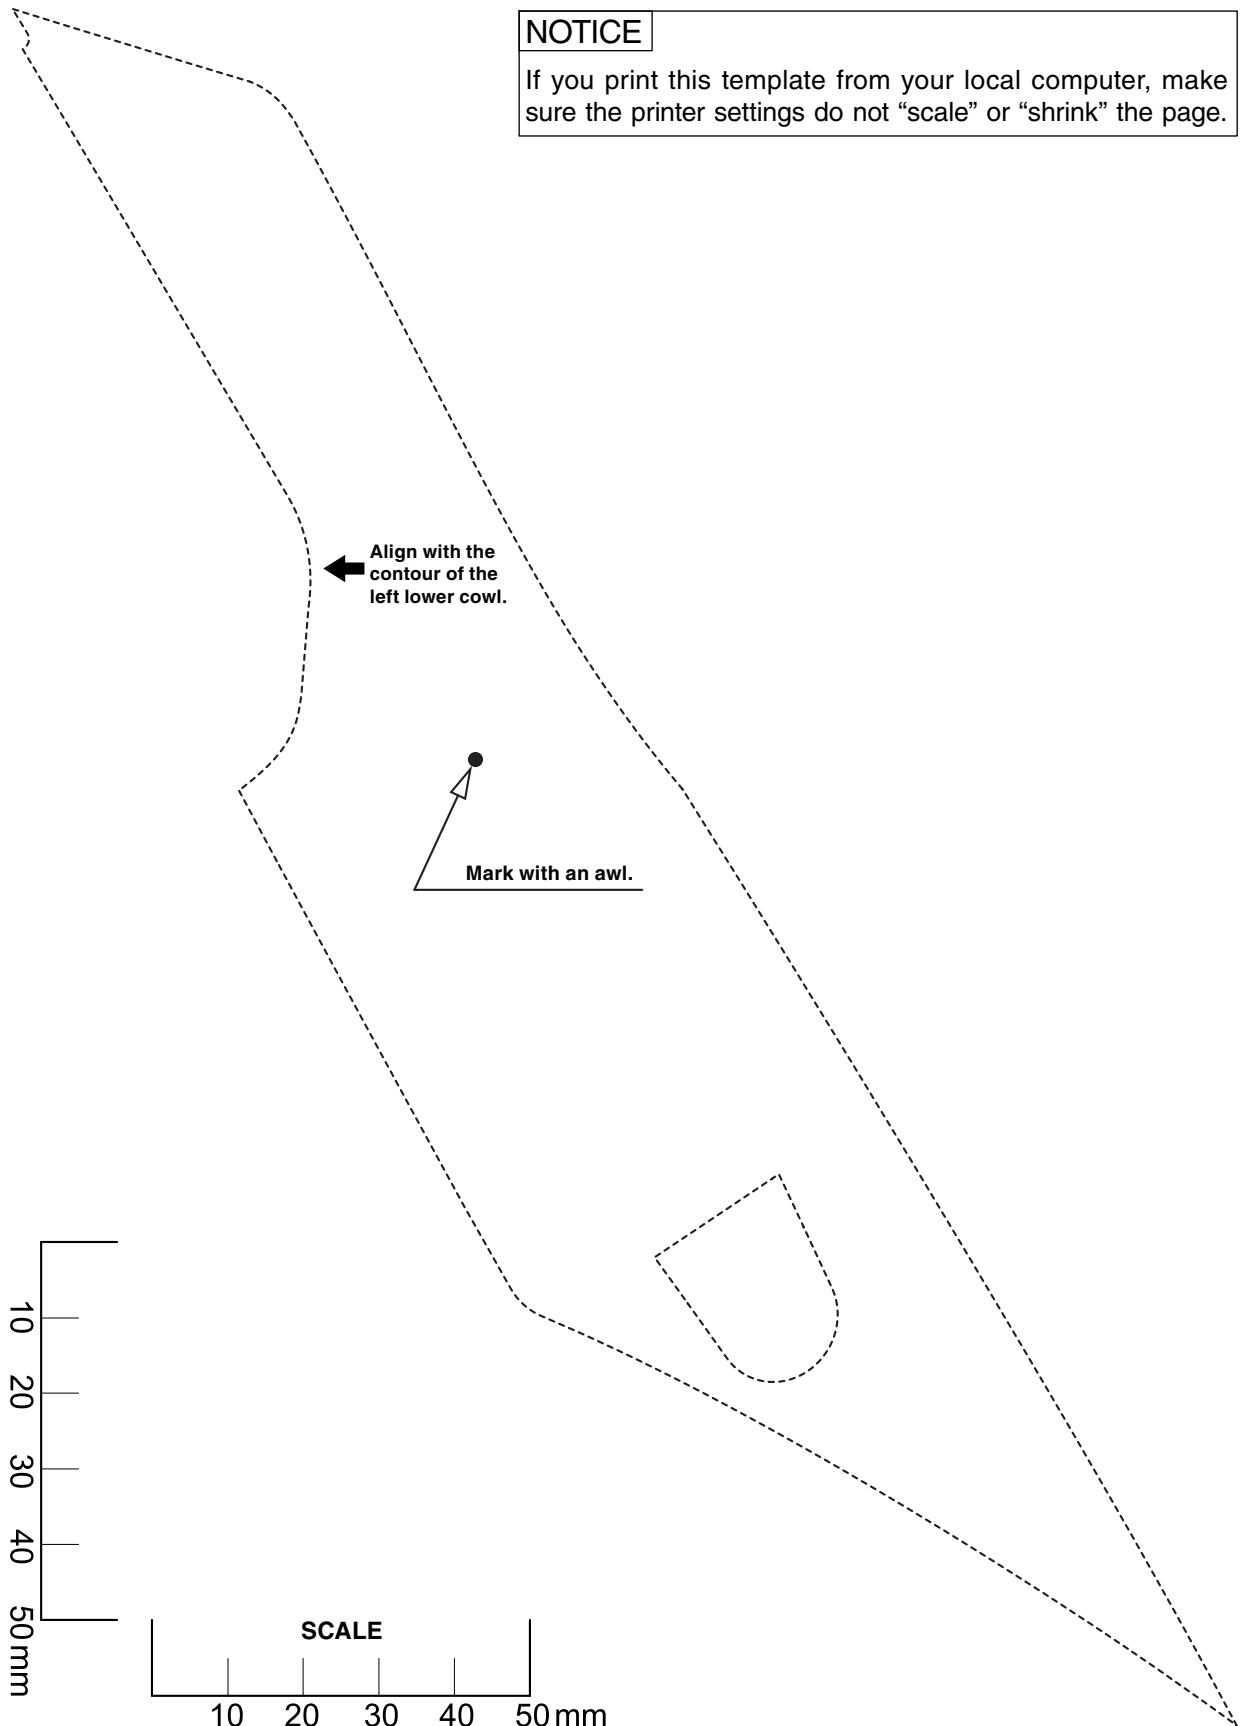 NOTICE
If you print this template from your local computer, make
sure the printer settings do not “scale” or “shrink” the page.
Align with the
contour of the
left lower cowl.
Mark with an awl.
10
20
30
40
50mm
SCALE
10 20 30 40 50mm